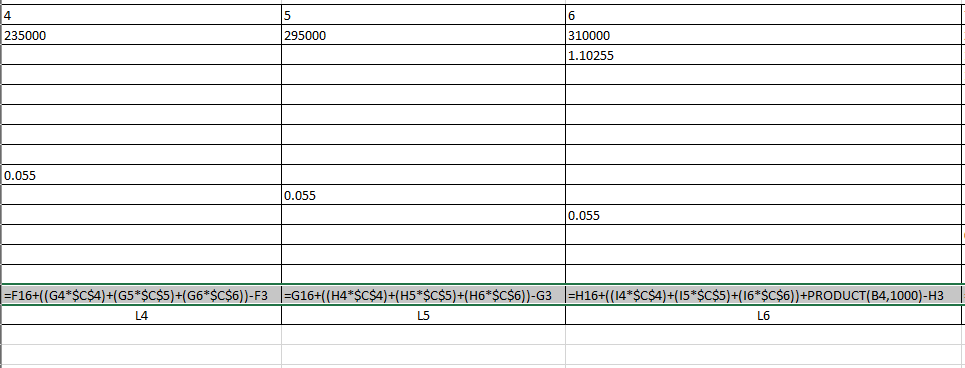 4 5 6
235000 295000 310000
1.10255
0.055
0.055
0.055
=F16+((G4*$C$4)+(G5*$C$5)+(G6*$C$6))-F3 =G16+((H4*$C$4)+(H5*$C$5)+(H6*$C$6))-G3 =H16+((I4*$C$4)+(I5*$C$5)+(I6*$C$6))+PRODUCT(B4,1000)-H3
L4 L5 L6